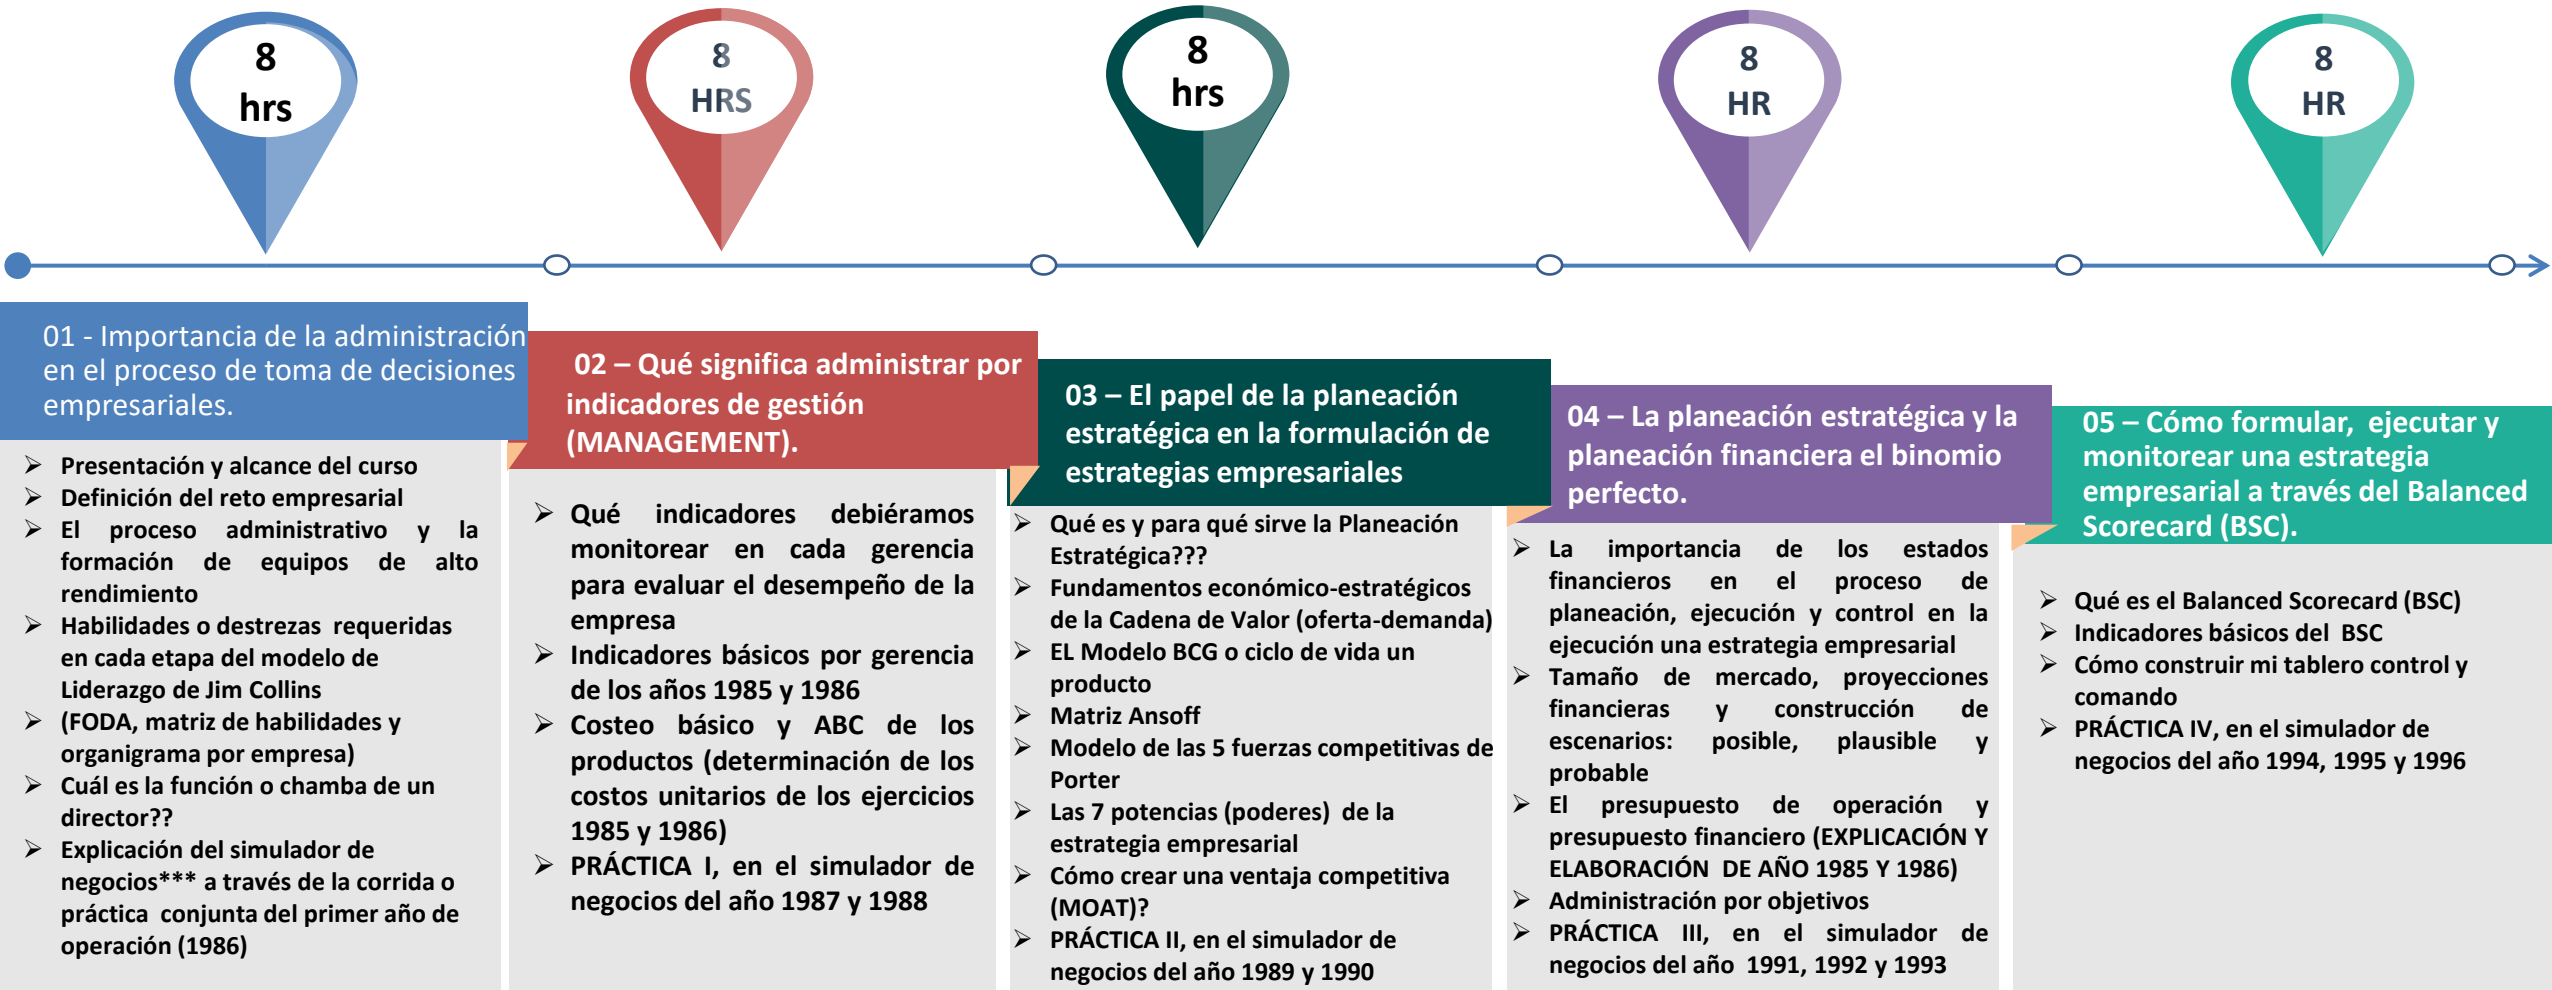 8
hrs
8
HRS
8
hrs
8
HR
8
HR
01 - Importancia de la administración
en el proceso de toma de decisiones
empresariales.
➢ Presentación y alcance del curso
➢ Definición del reto empresarial
➢ El proceso administrativo y la
formación de equipos de alto
rendimiento
➢ Habilidades o destrezas requeridas
en cada etapa del modelo de
Liderazgo de Jim Collins
➢ (FODA, matriz de habilidades y
organigrama por empresa)
➢ Cuál es la función o chamba de un
director??
➢ Explicación del simulador de
negocios*** a través de la corrida o
práctica conjunta del primer año de
operación (1986)
02 – Qué significa administrar por
indicadores de gestión
(MANAGEMENT).
➢ Qué indicadores debiéramos
monitorear en cada gerencia
para evaluar el desempeño de la
empresa
➢ Indicadores básicos por gerencia
de los años 1985 y 1986
➢ Costeo básico y ABC de los
productos (determinación de los
costos unitarios de los ejercicios
1985 y 1986)
➢ PRÁCTICA I, en el simulador de
negocios del año 1987 y 1988
03 – El papel de la planeación
estratégica en la formulación de
estrategias empresariales
➢ Qué es y para qué sirve la Planeación
Estratégica???
➢ Fundamentos económico-estratégicos
de la Cadena de Valor (oferta-demanda)
➢ EL Modelo BCG o ciclo de vida un
producto
➢ Matriz Ansoff
➢ Modelo de las 5 fuerzas competitivas de
Porter
➢ Las 7 potencias (poderes) de la
estrategia empresarial
➢ Cómo crear una ventaja competitiva
(MOAT)?
➢ PRÁCTICA II, en el simulador de
negocios del año 1989 y 1990
04 – La planeación estratégica y la
planeación financiera el binomio
perfecto.
➢ La importancia de los estados
financieros en el proceso de
planeación, ejecución y control en la
ejecución una estrategia empresarial
➢ Tamaño de mercado, proyecciones
financieras y construcción de
escenarios: posible, plausible y
probable
➢ El presupuesto de operación y
presupuesto financiero (EXPLICACIÓN Y
ELABORACIÓN DE AÑO 1985 Y 1986)
➢ Administración por objetivos
➢ PRÁCTICA III, en el simulador de
negocios del año 1991, 1992 y 1993
05 – Cómo formular, ejecutar y
monitorear una estrategia
empresarial a través del Balanced
Scorecard (BSC).
➢ Qué es el Balanced Scorecard (BSC)
➢ Indicadores básicos del BSC
➢ Cómo construir mi tablero control y
comando
➢ PRÁCTICA IV, en el simulador de
negocios del año 1994, 1995 y 1996